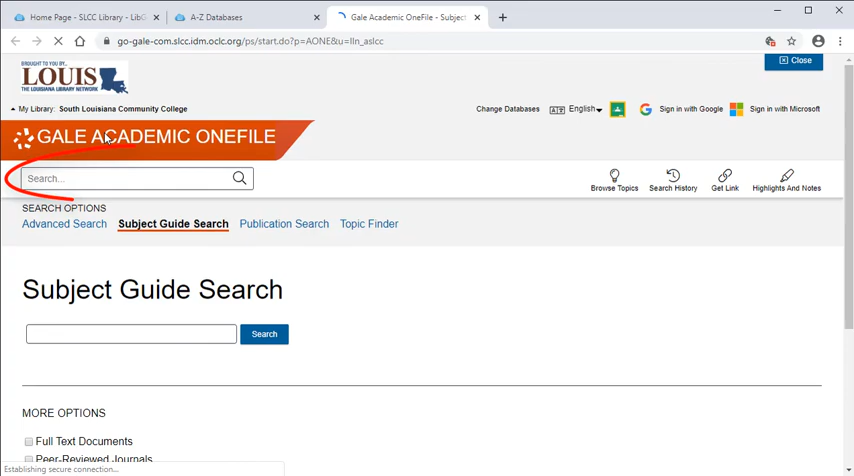 Home Page - SLCC Library - LibG
A-Z Databases
Gale Academic OneFile - Subject
go-gale-com.slcc.idm.oclc.org/ps/start.do?p=AONE&u=lln_aslcc
BROUGHT TO YOU BY
LOUIS
THE LOUISIANA LIBRARY NETWORK
Close
My Library: South Louisiana Community College
Change Databases
English
Sign in with Google
Sign in with Microsoft
GALE ACADEMIC ONEFILE
Search...
Browse Topics
Search History
Get Link
Highlights And Notes
SEARCH OPTIONS
Advanced Search
Subject Guide Search
Publication Search
Topic Finder
Subject Guide Search
Search
MORE OPTIONS
Full Text Documents
Peer-Reviewed Journals
Establishing secure connection...